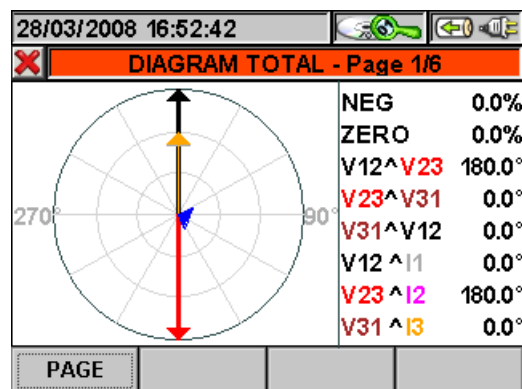 28/03/2008 16:52:42
DIAGRAM TOTAL - Page 1/6
270° 90°
NEG 0.0%
ZERO 0.0%
V12^V23 180.0°
V23^V31 0.0°
V31^V12 0.0°
V12 ^I1 0.0°
V23 ^I2 180.0°
V31 ^I3 0.0°
PAGE